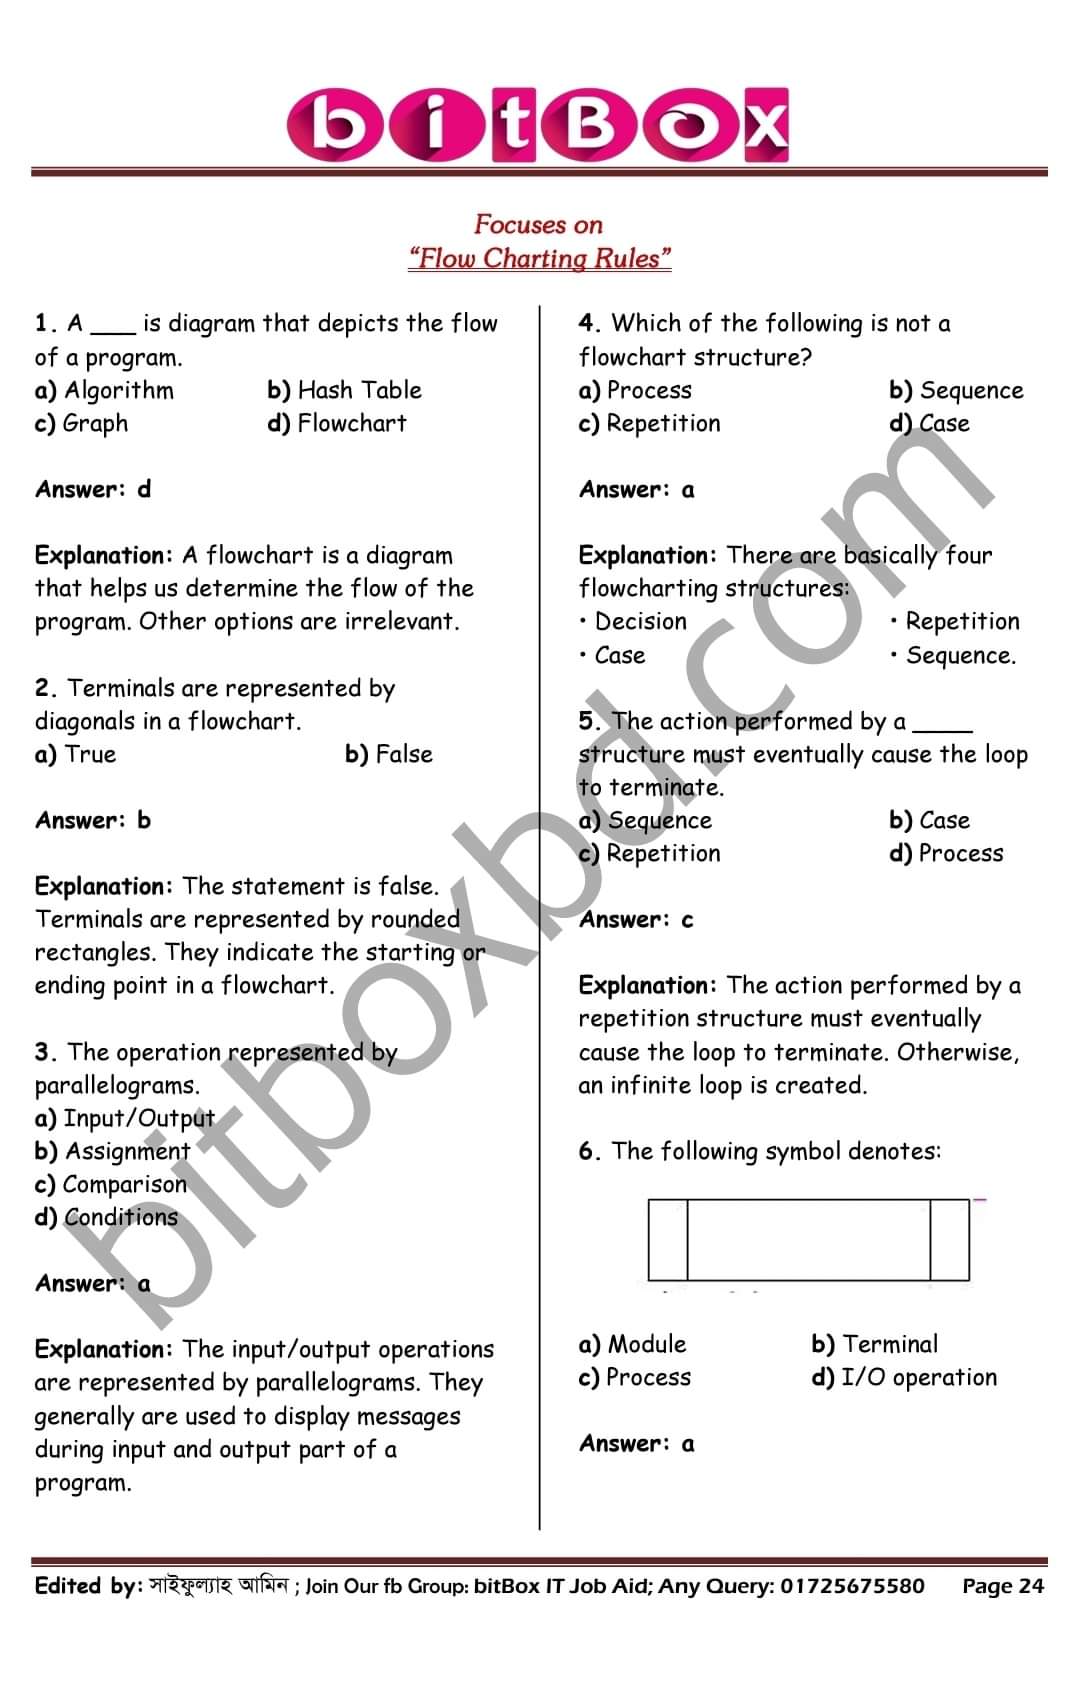 bitBox
Focuses on
“Flow Charting Rules”
1. A ___ is diagram that depicts the flow
of a program.
a) Algorithm b) Hash Table
c) Graph d) Flowchart
Answer: d
Explanation: A flowchart is a diagram
that helps us determine the flow of the
program. Other options are irrelevant.
2. Terminals are represented by
diagonals in a flowchart.
a) True b) False
Answer: b
Explanation: The statement is false.
Terminals are represented by rounded
rectangles. They indicate the starting or
ending point in a flowchart.
3. The operation represented by
parallelograms.
a) Input/Output
b) Assignment
c) Comparison
d) Conditions
Answer: a
Explanation: The input/output operations
are represented by parallelograms. They
generally are used to display messages
during input and output part of a
program.
4. Which of the following is not a
flowchart structure?
a) Process b) Sequence
c) Repetition d) Case
Answer: a
Explanation: There are basically four
flowcharting structures:
• Decision • Repetition
• Case • Sequence.
5. The action performed by a ____
structure must eventually cause the loop
to terminate.
a) Sequence b) Case
c) Repetition d) Process
Answer: c
Explanation: The action performed by a
repetition structure must eventually
cause the loop to terminate. Otherwise,
an infinite loop is created.
6. The following symbol denotes:
a) Module b) Terminal
c) Process d) I/O operation
Answer: a
bitboxbd.com
Edited by: সাইফুল্যাহ আমিন ; Join Our fb Group: bitBox IT Job Aid; Any Query: 01725675580 Page 24